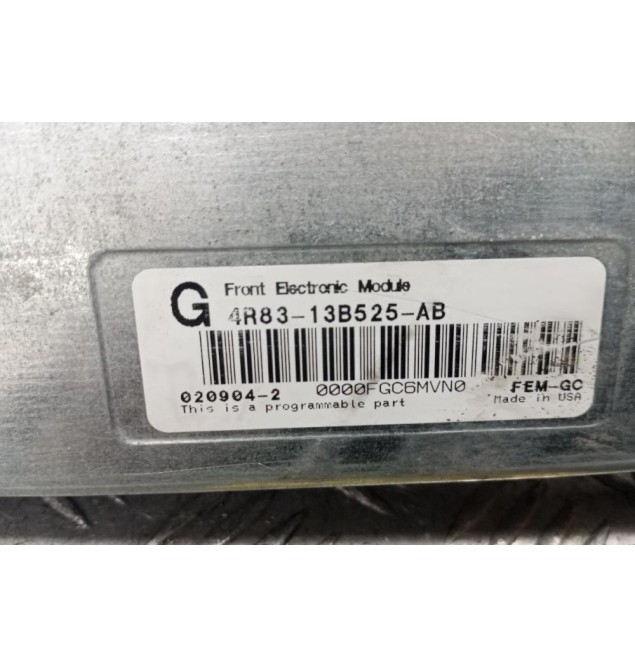 Front Electronic Module
G 4R83-13B525-AB
020904-2 0000FGC6MVN0 FEM-GC
This is a programmable part Made in USA